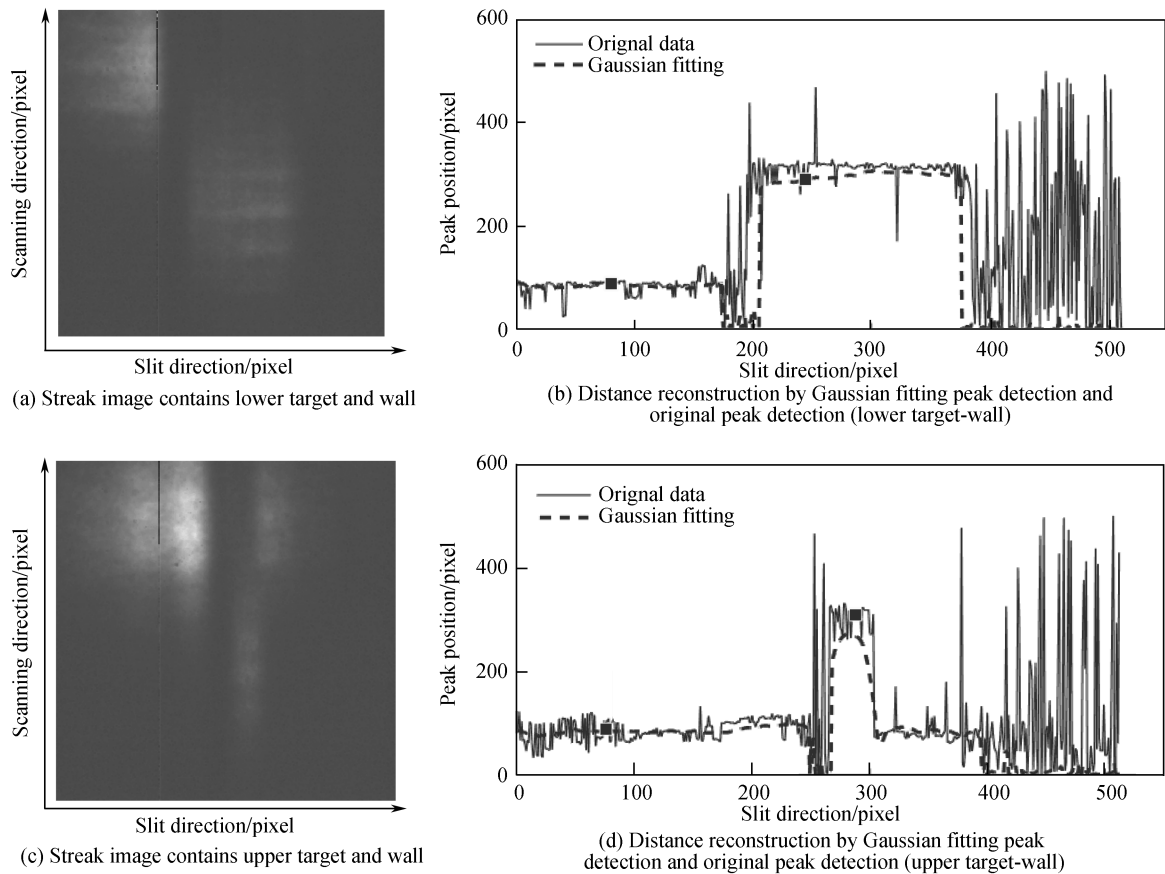 Scanning direction/pixel
Slit direction/pixel
(a) Streak image contains lower target and wall
600
400
200
0
Peak position/pixel
Orignal data
Gaussian fitting
0 100 200 300 400 500
Slit direction/pixel
(b) Distance reconstruction by Gaussian fitting peak detection and
original peak detection (lower target-wall)
Scanning direction/pixel
Slit direction/pixel
(c) Streak image contains upper target and wall
600
400
200
0
Peak position/pixel
Orignal data
Gaussian fitting
0 100 200 300 400 500
Slit direction/pixel
(d) Distance reconstruction by Gaussian fitting peak
detection and original peak detection (upper target-wall)